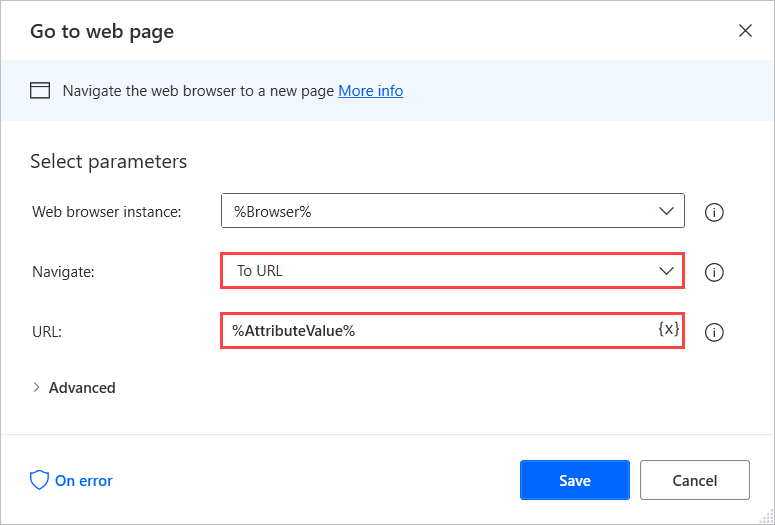 Go to web page
Navigate the web browser to a new page More info
Select parameters
Web browser instance: %Browser%
Navigate: To URL
URL: %AttributeValue% {x}
Advanced
On error Save Cancel